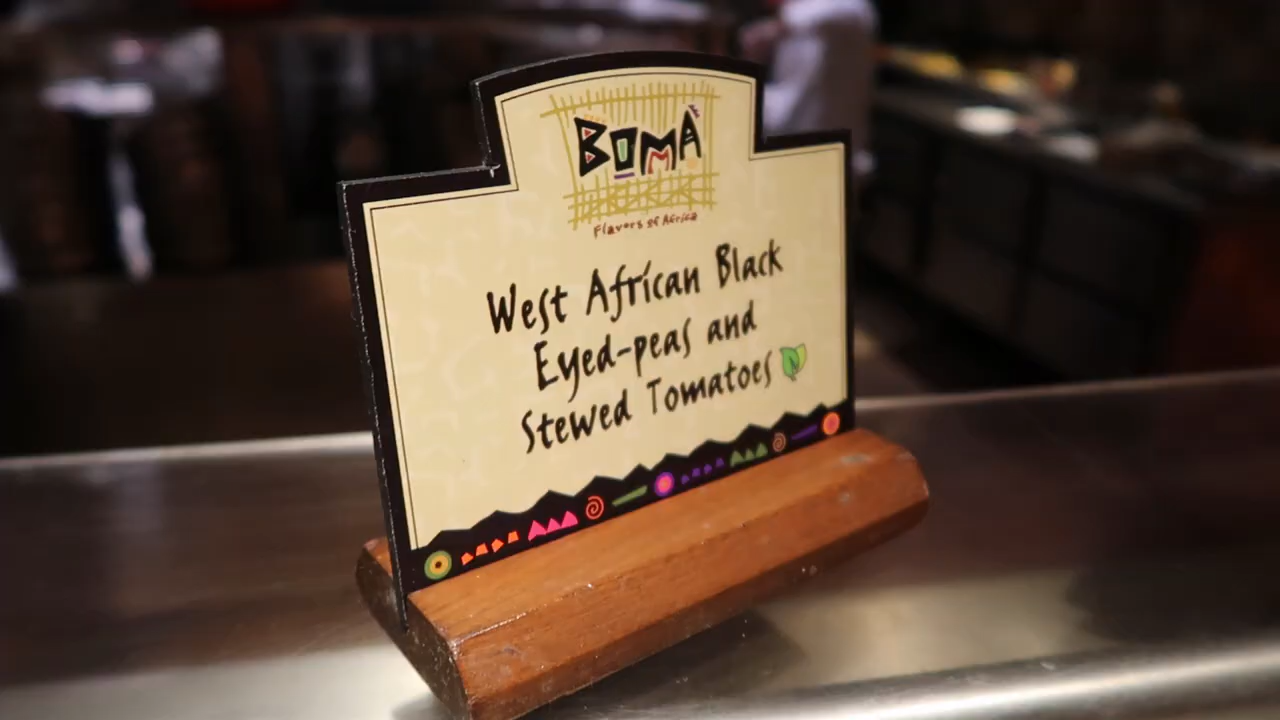 BOMA
Flavors of Africa
West African Black
Eyed-peas and
Stewed Tomatoes